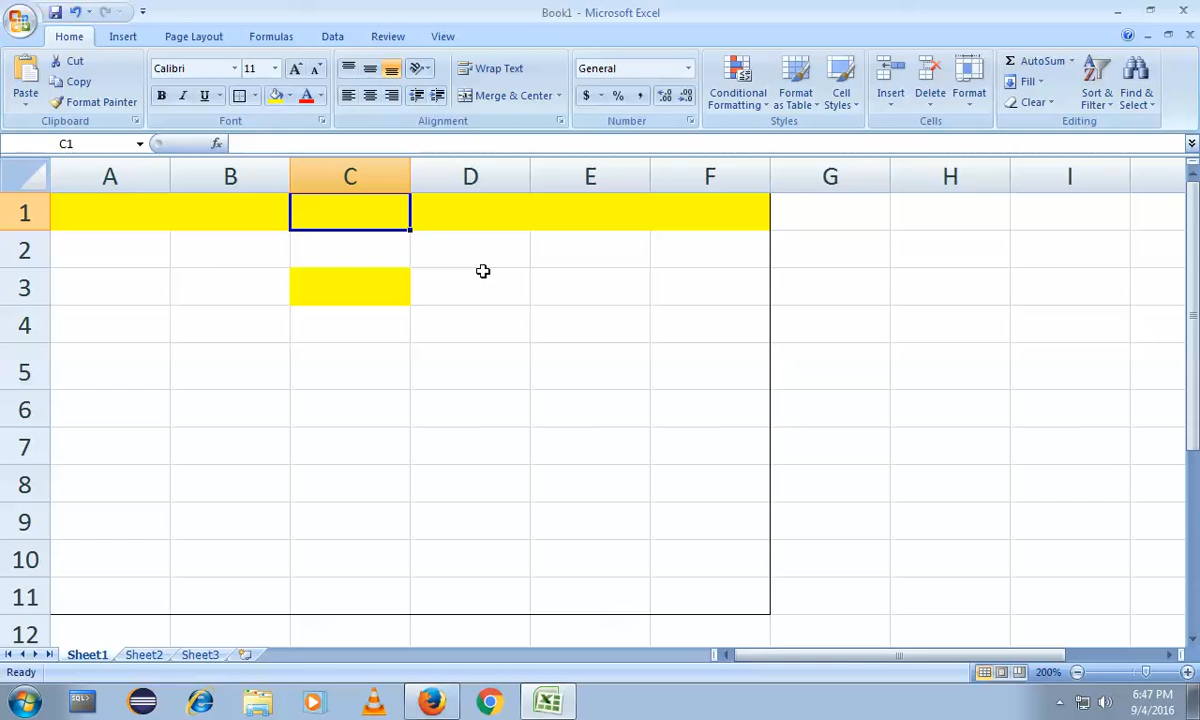 Book1 - Microsoft Excel
Home Insert Page Layout Formulas Data Review View
Paste Cut Copy Format Painter
Calibri 11
B I U A A A
Wrap Text
Merge & Center
General
$ % ,
Conditional Formatting
Format as Table
Cell Styles
Insert Delete Format
Σ AutoSum
Fill
Clear
Sort & Filter
Find & Select
Clipboard Font Alignment Number Styles Cells Editing
C1 fx
A B C D E F G H I
1
2
3
4
5
6
7
8
9
10
11
12
Sheet1 Sheet2 Sheet3
Ready 200%
SQL>
6:47 PM
9/4/2016